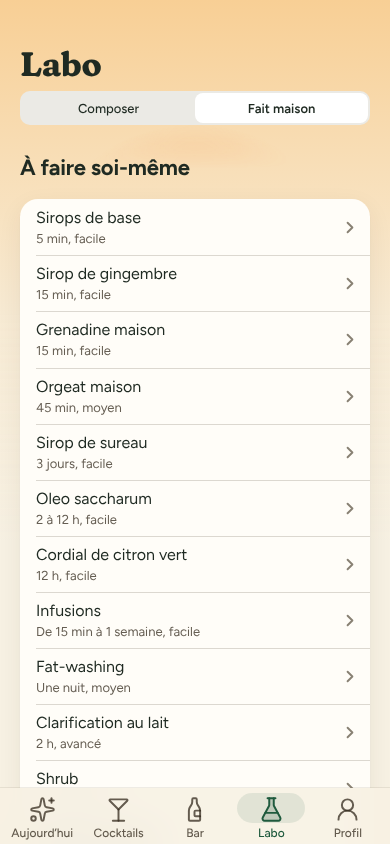 Labo
Composer
Fait maison
À faire soi-même
Sirops de base
5 min, facile
Sirop de gingembre
15 min, facile
Grenadine maison
15 min, facile
Orgeat maison
45 min, moyen
Sirop de sureau
3 jours, facile
Oleo saccharum
2 à 12 h, facile
Cordial de citron vert
12 h, facile
Infusions
De 15 min à 1 semaine, facile
Fat-washing
Une nuit, moyen
Clarification au lait
2 h, avancé
Shrub
Aujourd'hui
Cocktails
Bar
Labo
Profil